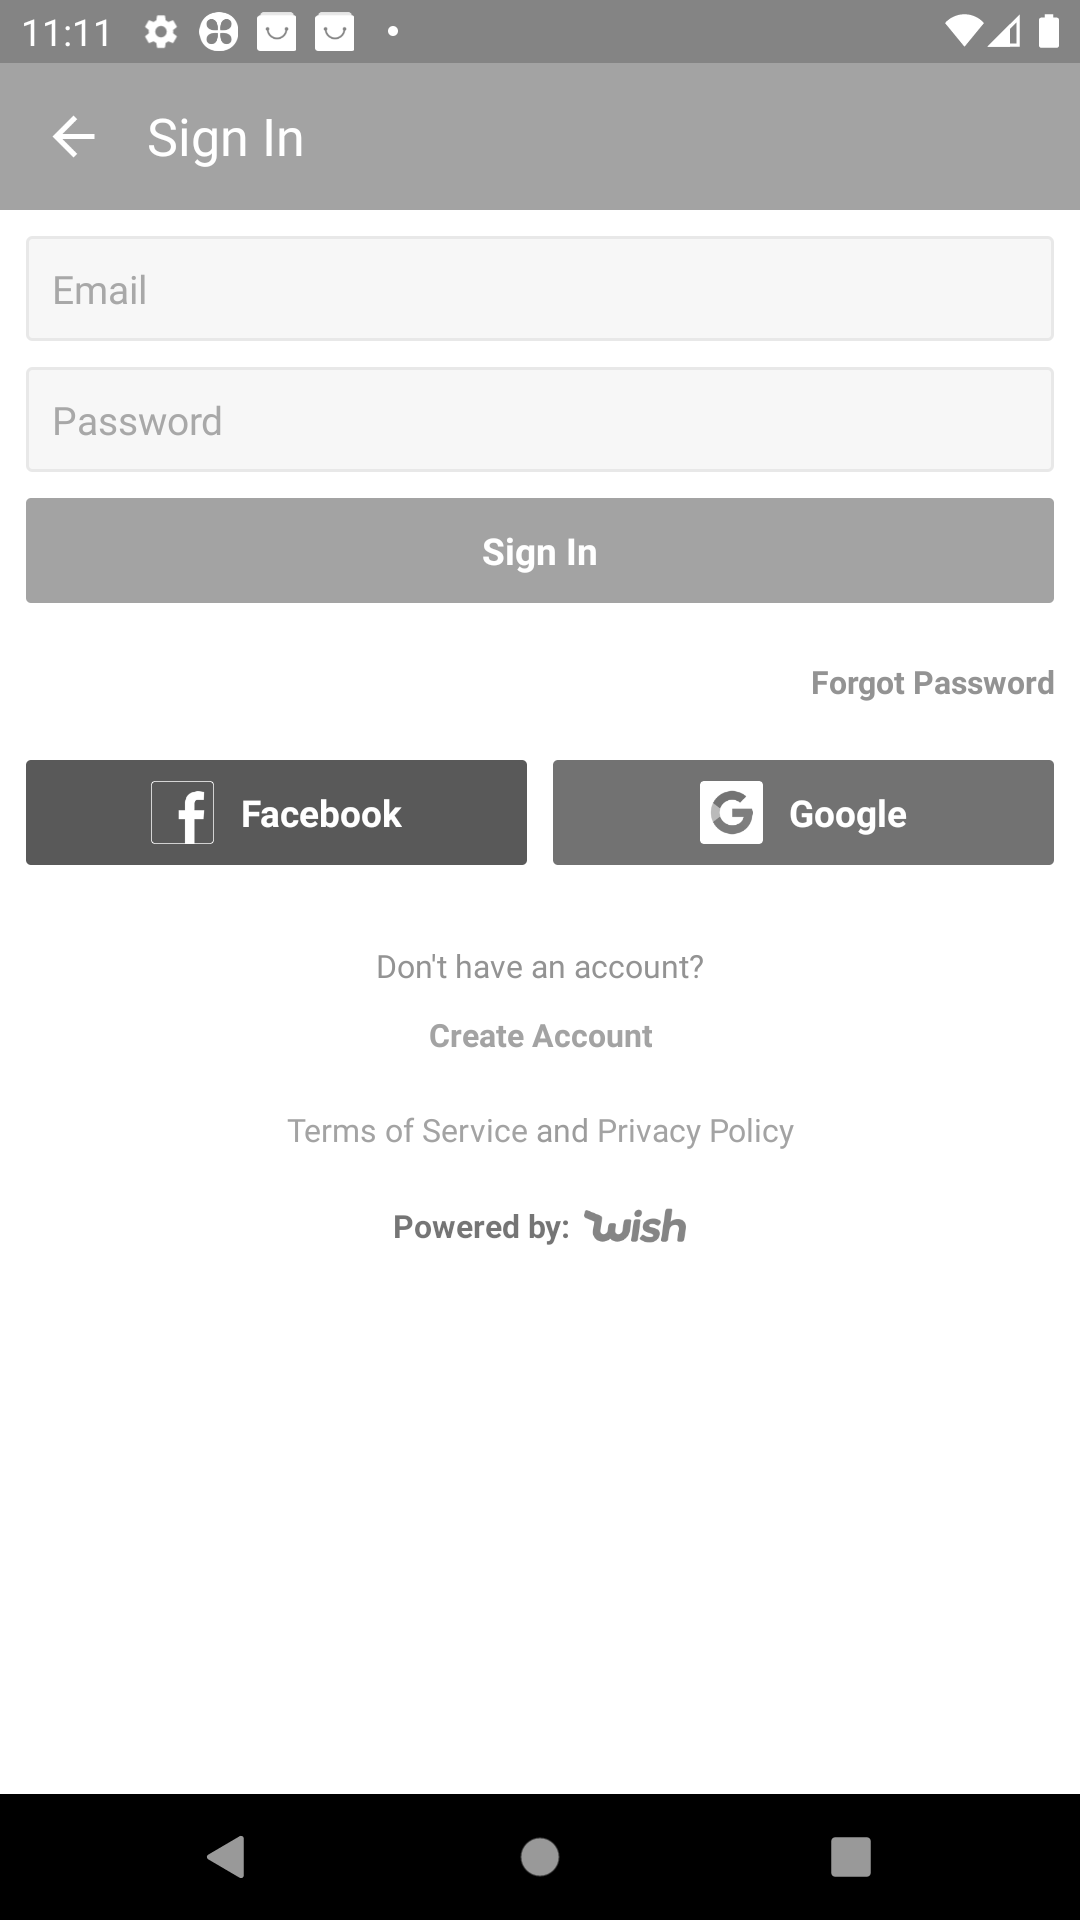 11:11
Sign In
Email
Password
Sign In
Forgot Password
Facebook
Google
Don't have an account?
Create Account
Terms of Service and Privacy Policy
Powered by: wish